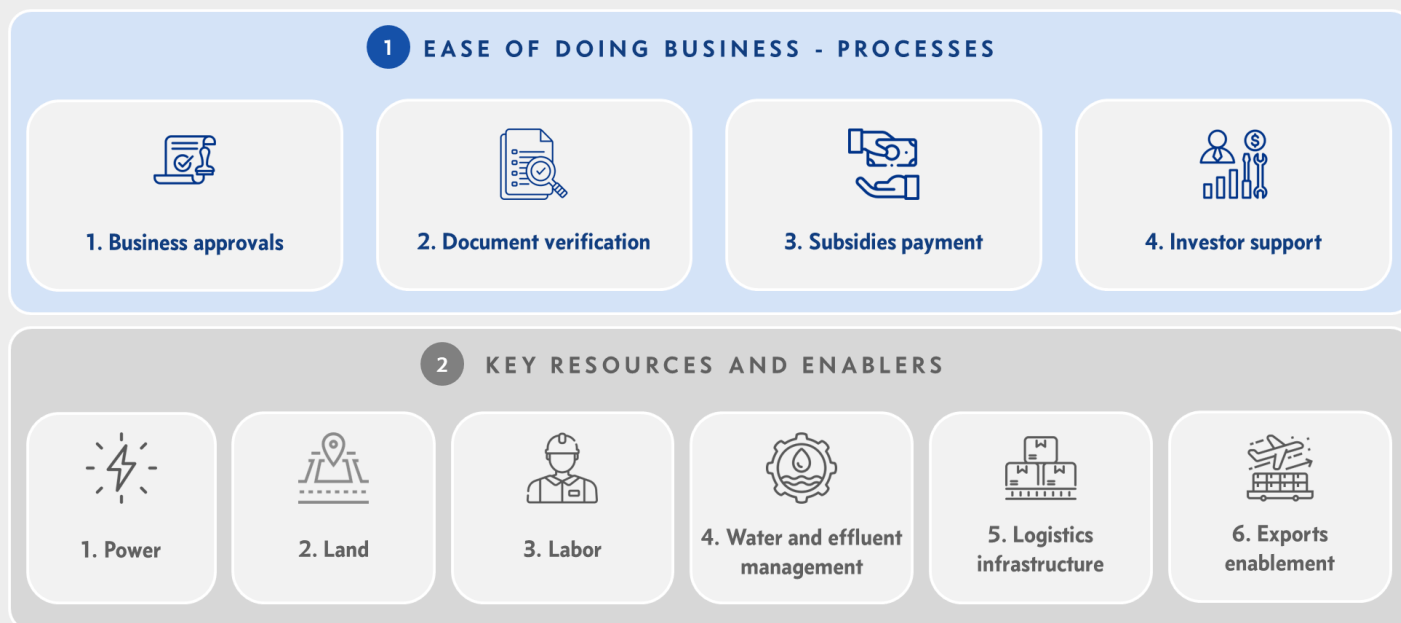 1 EASE OF DOING BUSINESS - PROCESSES
1. Business approvals
2. Document verification
3. Subsidies payment
4. Investor support
2 KEY RESOURCES AND ENABLERS
1. Power
2. Land
3. Labor
4. Water and effluent
management
5. Logistics
infrastructure
6. Exports
enablement